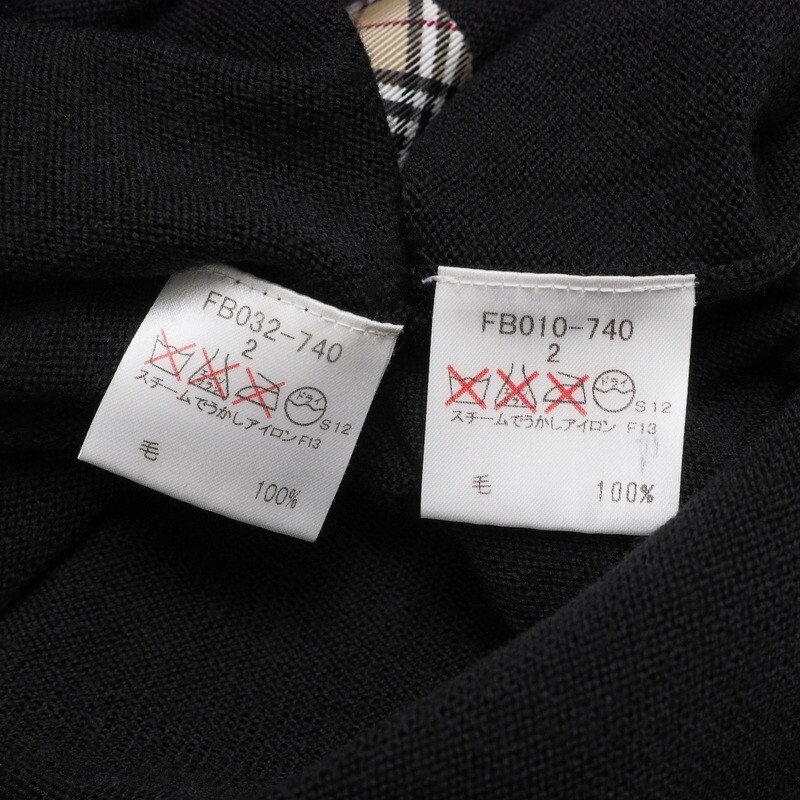 FB032-740
2
ドライ
S12
スチームでうかしアイロン F13
毛 100%
FB010-740
2
ドライ
S12
スチームでうかしアイロン F13
毛 100%